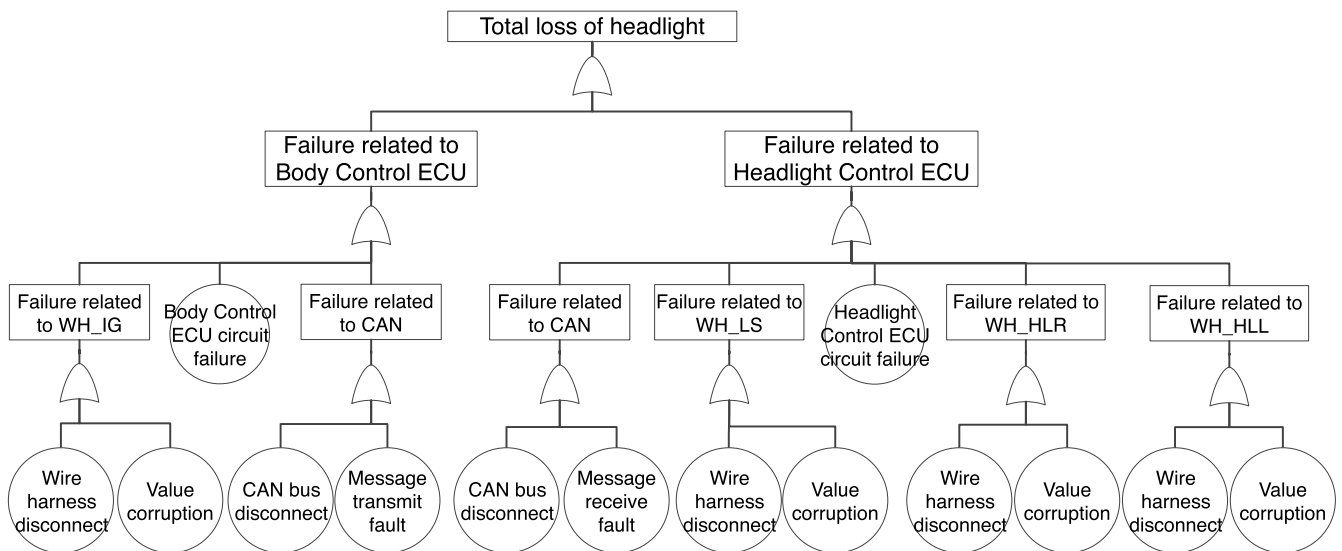 Total loss of headlight
Failure related to
Body Control ECU
Failure related to
Headlight Control ECU
Failure related
to WH_IG
Body Control
ECU circuit
failure
Failure related
to CAN
Failure related
to CAN
Failure related to
WH_LS
Headlight
Control ECU
circuit failure
Failure related to
WH_HLR
Failure related to
WH_HLL
Wire
harness
disconnect
Value
corruption
CAN bus
disconnect
Message
transmit
fault
CAN bus
disconnect
Message
receive
fault
Wire
harness
disconnect
Value
corruption
Wire
harness
disconnect
Value
corruption
Wire
harness
disconnect
Value
corruption